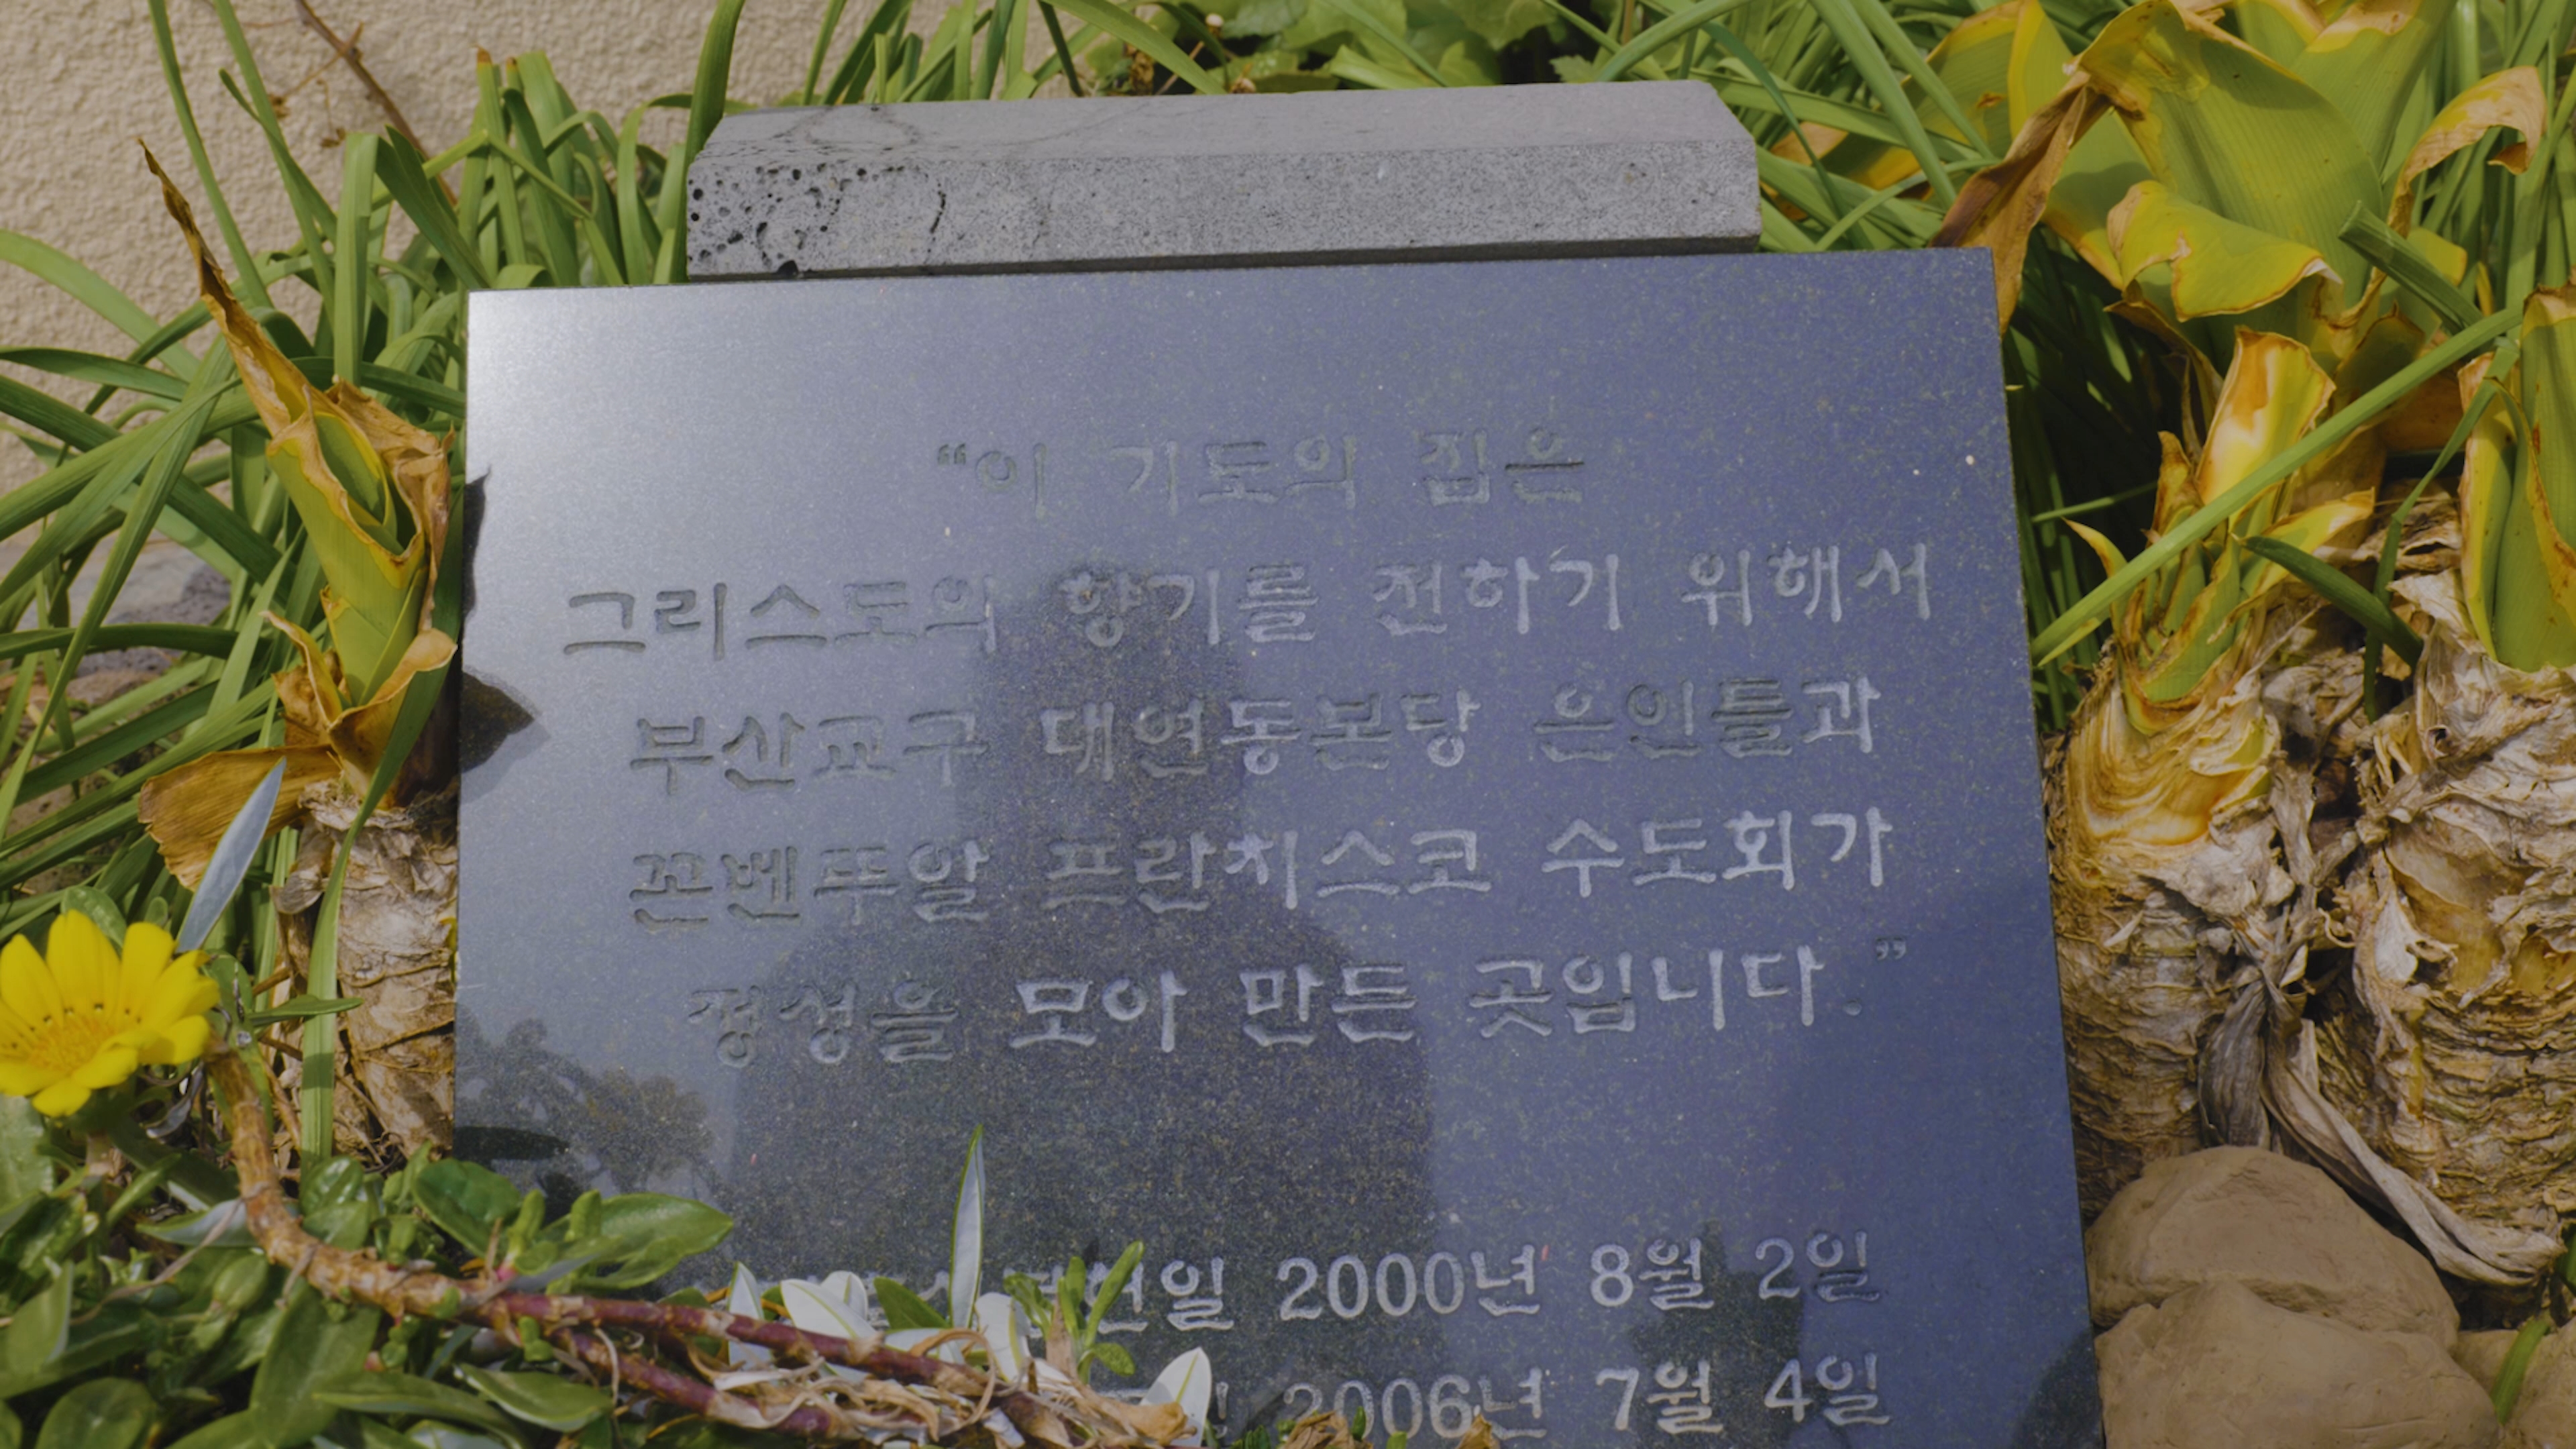 “이 기도의 집은
그리스도의 향기를 전하기 위해서
부산교구 대연동본당 은인들과
꼰벤뚜알 프란치스코 수도회가
정성을 모아 만든 곳입니다.”
2000년 8월 2일
2006년 7월 4일